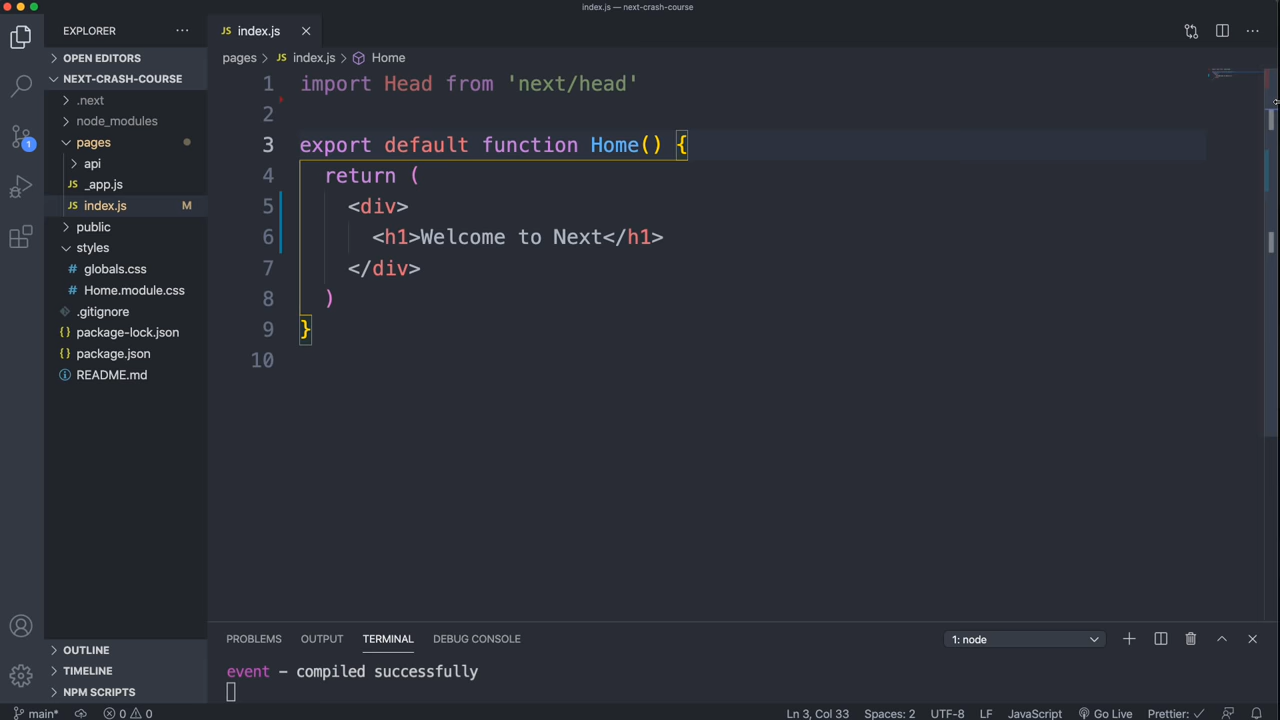 index.js — next-crash-course
EXPLORER
JS index.js
OPEN EDITORS
pages JS index.js Home
NEXT-CRASH-COURSE
.next
node_modules
pages
api
JS _app.js
JS index.js M
public
styles
# globals.css
# Home.module.css
.gitignore
{} package-lock.json
{} package.json
README.md
1
1 import Head from 'next/head'
2
3 export default function Home() {
4 return (
5 <div>
6 <h1>Welcome to Next</h1>
7 </div>
8 )
9 }
10
OUTLINE
TIMELINE
NPM SCRIPTS
PROBLEMS OUTPUT TERMINAL DEBUG CONSOLE 1: node
event - compiled successfully
main* 0 0 Ln 3, Col 33 Spaces: 2 UTF-8 LF JavaScript Go Live Prettier: ✓